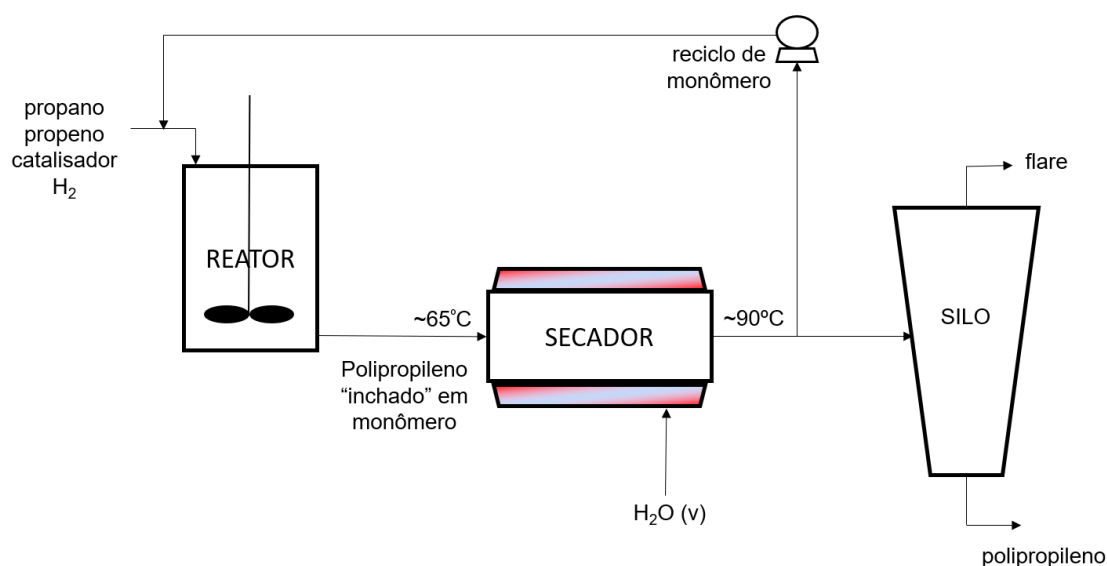 reciclo de
monômero
propano
propeno
catalisador
H₂
flare
REATOR
~65°C
SECADOR
~90ºC
SILO
Polipropileno
“inchado” em
monômero
H₂O (v)
polipropileno